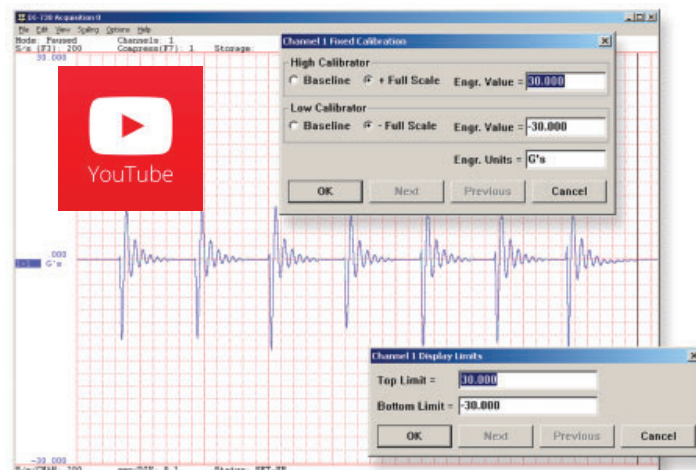 DI-720 Acquisition 0
File Edit View Scaling Options Help
Mode: Paused Channels: 1
S/s (F3): 200 Compress(F7): 1 Storage:
30.000
YouTube
.000
G's
-30.000
Channel 1 Fixed Calibration
High Calibrator
Baseline + Full Scale Engr. Value = 30.000
Low Calibrator
Baseline - Full Scale Engr. Value = -30.000
Engr. Units = G's
OK Next Previous Cancel
Channel 1 Display Limits
Top Limit = 30.000
Bottom Limit = -30.000
OK Next Previous Cancel